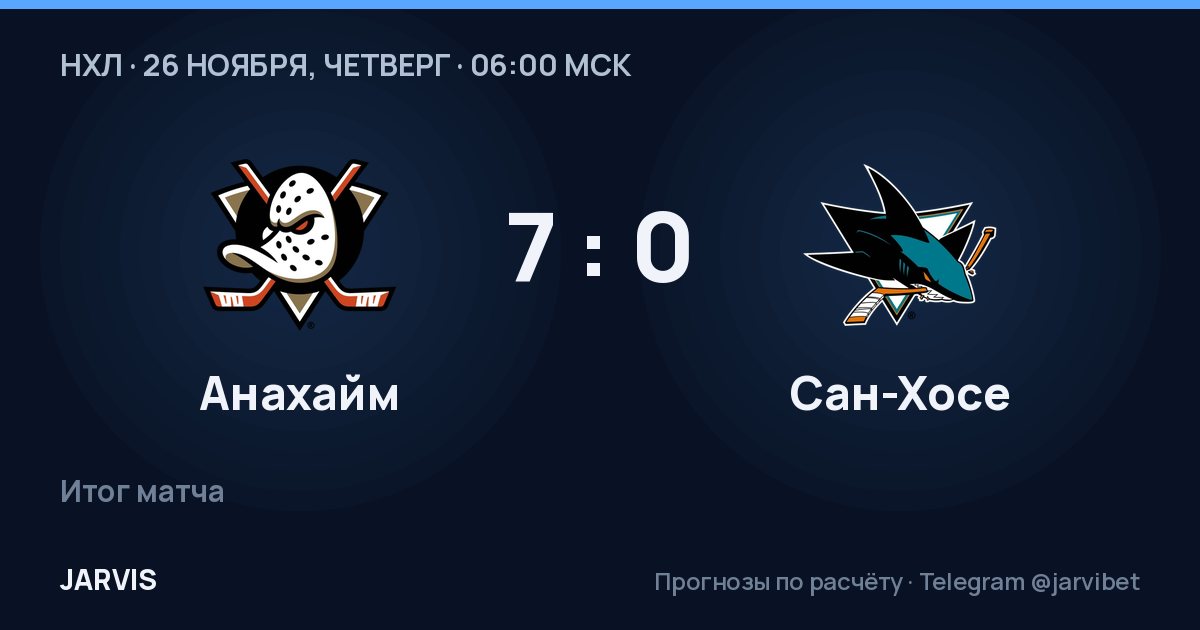 НХЛ · 26 НОЯБРЯ, ЧЕТВЕРГ · 06:00 МСК
7 : 0
Анахайм
Сан-Хосе
Итог матча
JARVIS
Прогнозы по расчёту · Telegram @jarvibet